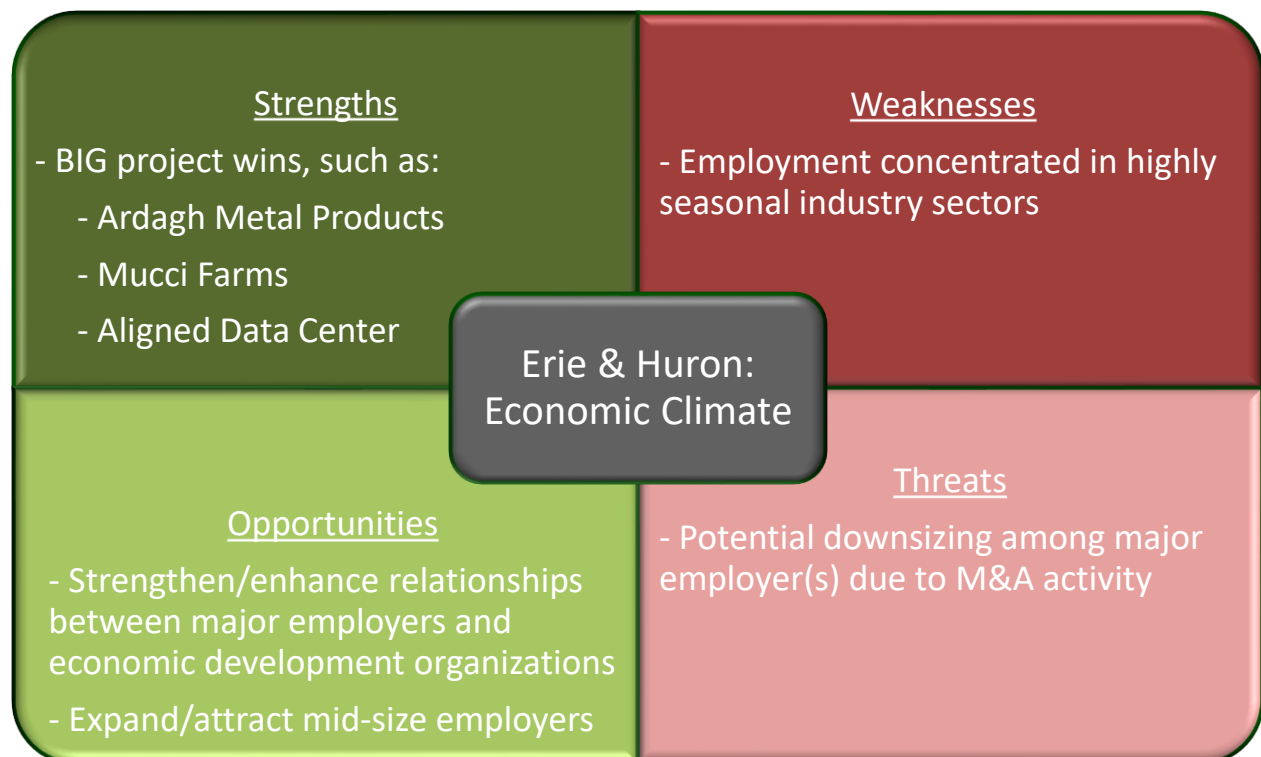 Strengths
- BIG project wins, such as:
- Ardagh Metal Products
- Mucci Farms
- Aligned Data Center
Weaknesses
- Employment concentrated in highly
seasonal industry sectors
Erie & Huron:
Economic Climate
Opportunities
- Strengthen/enhance relationships
between major employers and
economic development organizations
- Expand/attract mid-size employers
Threats
- Potential downsizing among major
employer(s) due to M&A activity